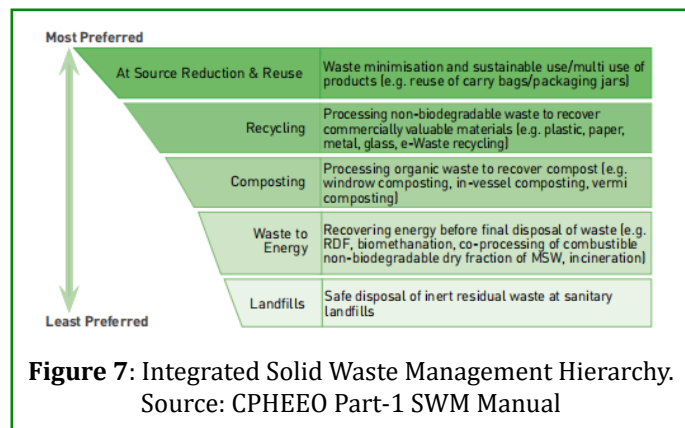 Most Preferred
At Source Reduction & Reuse
Waste minimisation and sustainable use/multi use of
products (e.g. reuse of carry bags/packaging jars)
Recycling
Processing non-biodegradable waste to recover
commercially valuable materials (e.g. plastic, paper,
metal, glass, e-Waste recycling)
Composting
Processing organic waste to recover compost (e.g.
windrow composting, in-vessel composting, vermi
composting)
Waste to
Energy
Recovering energy before final disposal of waste (e.g.
RDF, biomethanation, co-processing of combustible
non-biodegradable dry fraction of MSW, incineration)
Landfills
Safe disposal of inert residual waste at sanitary
landfills
Least Preferred
Figure 7: Integrated Solid Waste Management Hierarchy.
Source: CPHEEO Part-1 SWM Manual